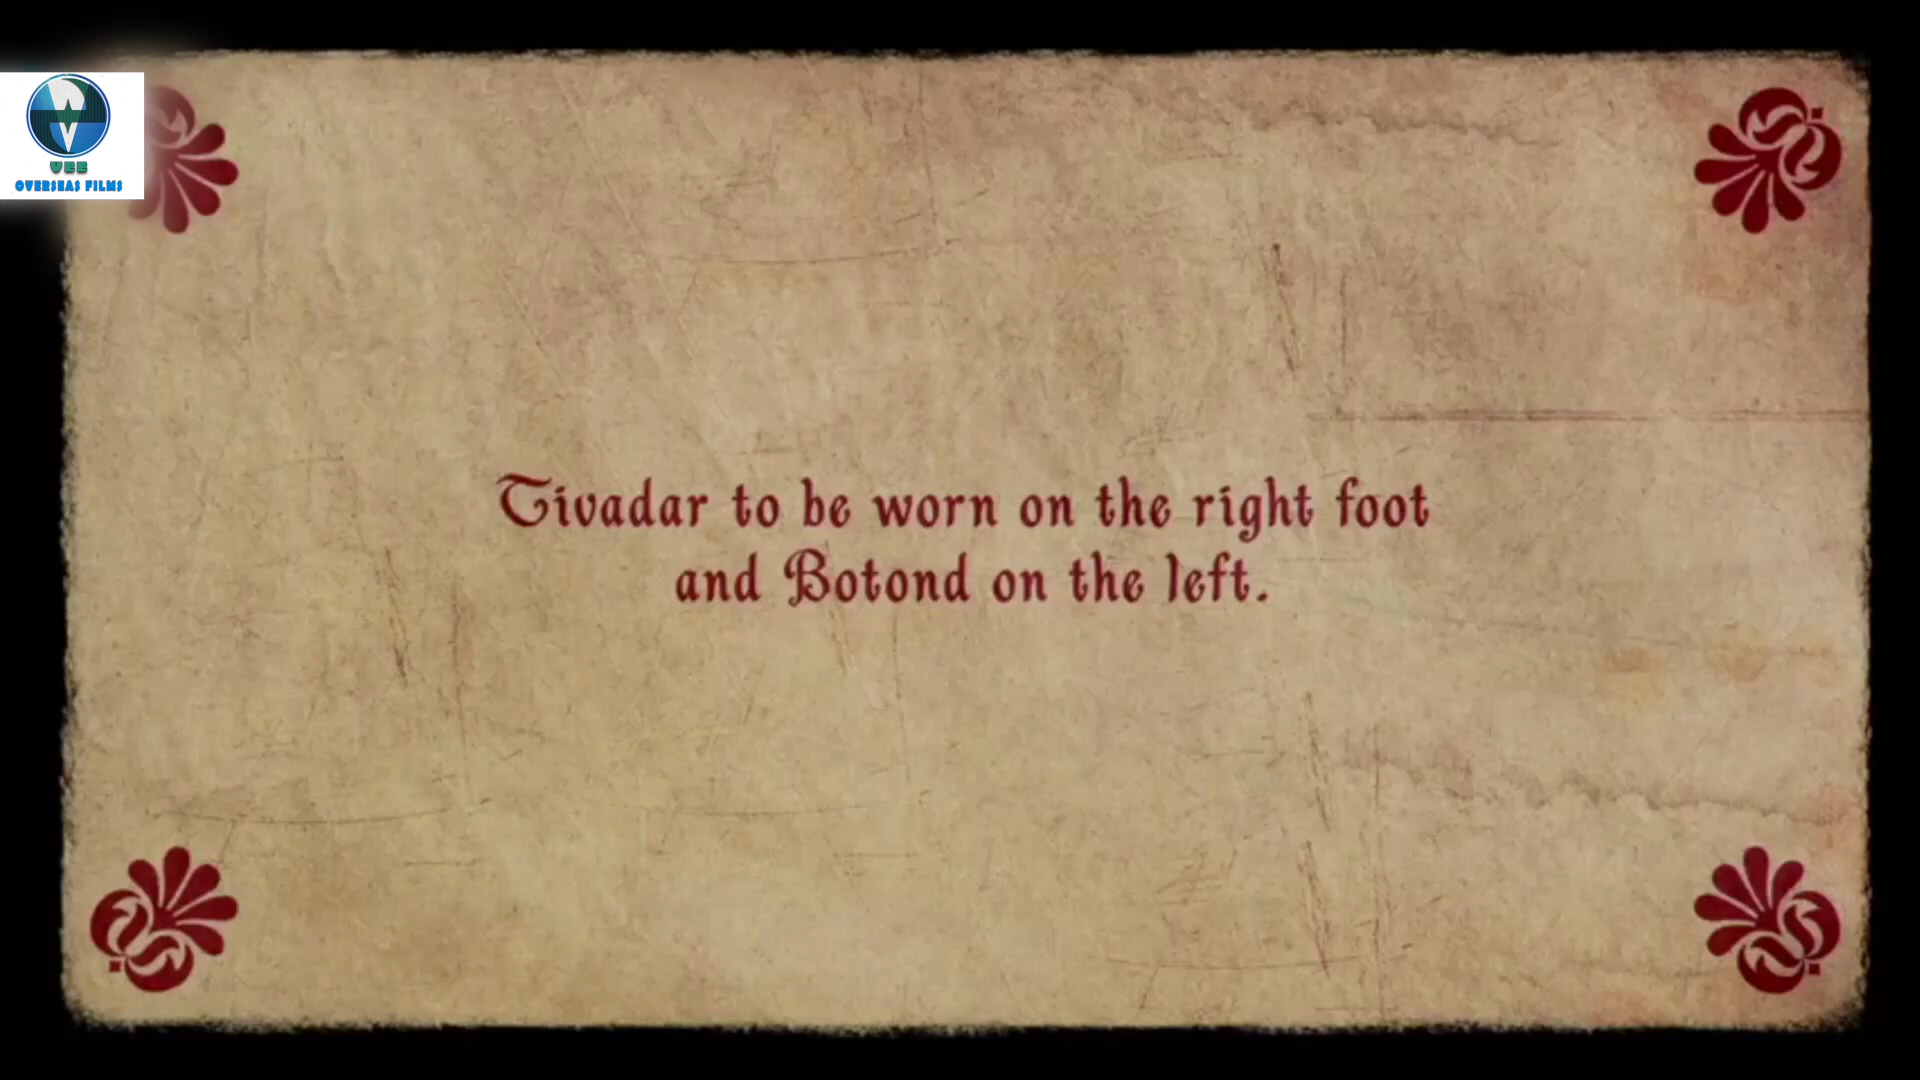 VEE
OVERSEAS FILMS
Tivadar to be worn on the right foot
and Botond on the left.